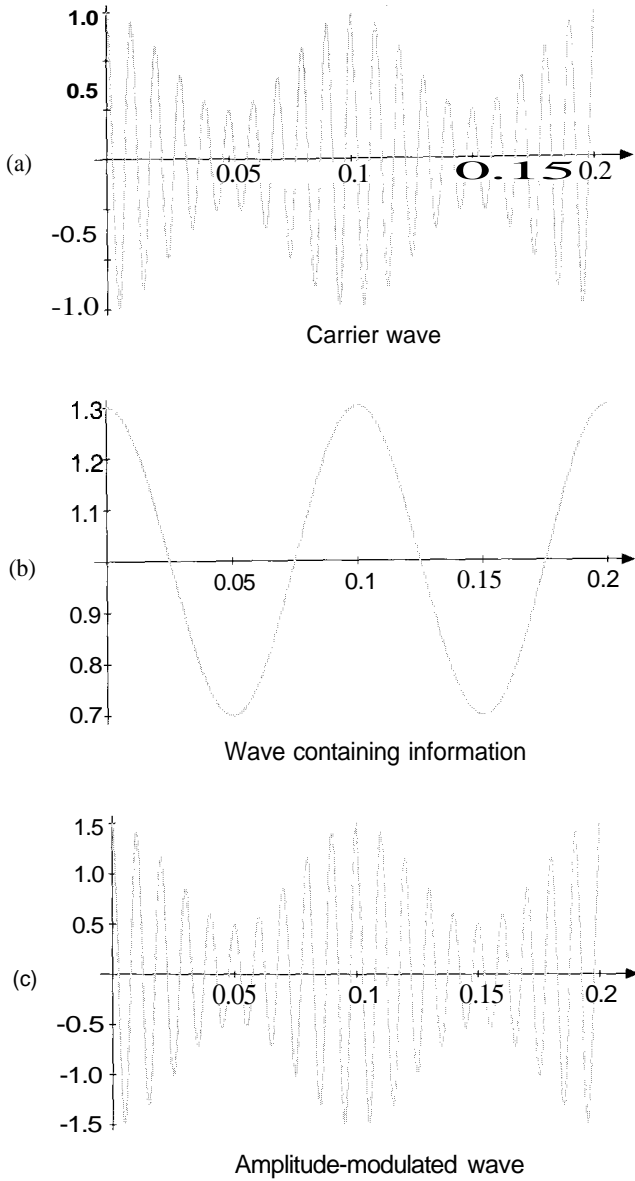 1.0
0.5
(a)
0.05 0.1 0.15 0.2
-0.5
-1.0
Carrier wave
1.3
1.2
1.1
(b)
0.05 0.1 0.15 0.2
0.9
0.8
0.7
Wave containing information
1.5
1.0
0.5
(c)
0.05 0.1 0.15 0.2
-0.5
-1.0
-1.5
Amplitude-modulated wave